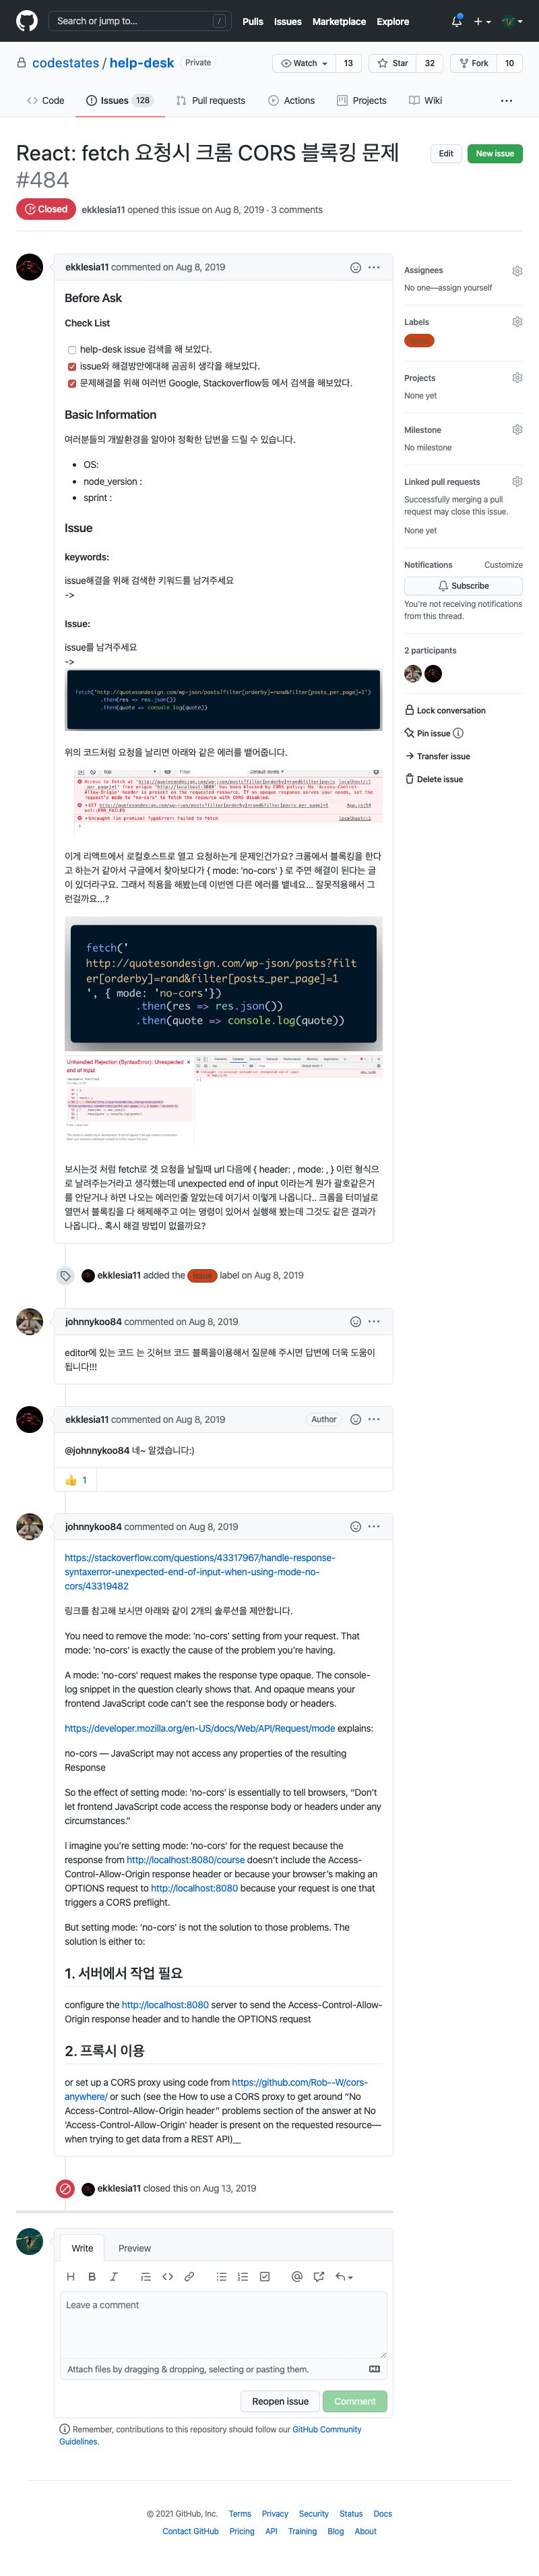 Search or jump to...
/
Pulls Issues Marketplace Explore
codestates / help-desk Private
Watch 13 Star 32 Fork 10
Code Issues 128 Pull requests Actions Projects Wiki
React: fetch 요청시 크롬 CORS 블록킹 문제
#484
Edit New issue
Closed ekklesia11 opened this issue on Aug 8, 2019 · 3 comments
ekklesia11 commented on Aug 8, 2019
Before Ask
Check List
help-desk issue 검색을 해 보았다.
issue와 해결방안에대해 곰곰히 생각을 해보았다.
문제해결을 위해 여러번 Google, Stackoverflow등 에서 검색을 해보았다.
Basic Information
여러분들의 개발환경을 알아야 정확한 답변을 드릴 수 있습니다.
OS:
node_version :
sprint :
Issue
keywords:
issue해결을 위해 검색한 키워드를 남겨주세요
->
Issue:
issue를 남겨주세요
->
fetch('http://quotesondesign.com/wp-json/posts?filter[orderby]=rand&filter[posts_per_page]=1')
.then(res => res.json())
.then(quote => console.log(quote))
위의 코드처럼 요청을 날리면 아래와 같은 에러를 뱉어줍니다.
이게 리액트에서 로컬호스트로 열고 요청하는게 문제인건가요? 크롬에서 블록킹을 한다
고 하는거 같아서 구글에서 찾아보다가 { mode: 'no-cors' } 로 주면 해결이 된다는 글
이 있더라구요. 그래서 적용을 해봤는데 이번엔 다른 에러를 뱉네요... 잘못적용해서 그
런걸까요...?
fetch('
http://quotesondesign.com/wp-json/posts?filt
er[orderby]=rand&filter[posts_per_page]=1
', { mode: 'no-cors'})
.then(res => res.json())
.then(quote => console.log(quote))
Unhandled Rejection (SyntaxError): Unexpected
end of input
보시는것 처럼 fetch로 겟 요청을 날릴때 url 다음에 { header: , mode: , } 이런 형식으
로 날려주는거라고 생각했는데 unexpected end of input 이라는게 뭔가 괄호같은거
를 안닫거나 하면 나오는 에러인줄 알았는데 여기서 이렇게 나옵니다.. 크롬을 터미널로
열면서 블록킹을 다 해제해주고 여는 명령이 있어서 실행해 봤는데 그것도 같은 결과가
나옵니다.. 혹시 해결 방법이 없을까요?
ekklesia11 added the issue label on Aug 8, 2019
johnnykoo84 commented on Aug 8, 2019
editor에 있는 코드 는 깃허브 코드 블록을이용해서 질문해 주시면 답변에 더욱 도움이
됩니다!!!
ekklesia11 commented on Aug 8, 2019 Author
@johnnykoo84 네~ 알겠습니다:)
👍 1
johnnykoo84 commented on Aug 8, 2019
https://stackoverflow.com/questions/43317967/handle-response-
syntaxerror-unexpected-end-of-input-when-using-mode-no-
cors/43319482
링크를 참고해 보시면 아래와 같이 2개의 솔루션을 제안합니다.
You need to remove the mode: 'no-cors' setting from your request. That
mode: 'no-cors' is exactly the cause of the problem you’re having.
A mode: 'no-cors' request makes the response type opaque. The console-
log snippet in the question clearly shows that. And opaque means your
frontend JavaScript code can’t see the response body or headers.
https://developer.mozilla.org/en-US/docs/Web/API/Request/mode explains:
no-cors — JavaScript may not access any properties of the resulting
Response
So the effect of setting mode: 'no-cors' is essentially to tell browsers, “Don’t
let frontend JavaScript code access the response body or headers under any
circumstances.”
I imagine you’re setting mode: 'no-cors' for the request because the
response from http://localhost:8080/course doesn’t include the Access-
Control-Allow-Origin response header or because your browser’s making an
OPTIONS request to http://localhost:8080 because your request is one that
triggers a CORS preflight.
But setting mode: 'no-cors' is not the solution to those problems. The
solution is either to:
1. 서버에서 작업 필요
configure the http://localhost:8080 server to send the Access-Control-Allow-
Origin response header and to handle the OPTIONS request
2. 프록시 이용
or set up a CORS proxy using code from https://github.com/Rob--W/cors-
anywhere/ or such (see the How to use a CORS proxy to get around “No
Access-Control-Allow-Origin header” problems section of the answer at No
'Access-Control-Allow-Origin' header is present on the requested resource—
when trying to get data from a REST API)__
ekklesia11 closed this on Aug 13, 2019
Write Preview
Leave a comment
Attach files by dragging & dropping, selecting or pasting them.
Reopen issue Comment
Remember, contributions to this repository should follow our GitHub Community
Guidelines.
Assignees
No one—assign yourself
Labels
issue
Projects
None yet
Milestone
No milestone
Linked pull requests
Successfully merging a pull
request may close this issue.
None yet
Notifications Customize
Subscribe
You’re not receiving notifications
from this thread.
2 participants
Lock conversation
Pin issue
Transfer issue
Delete issue
© 2021 GitHub, Inc. Terms Privacy Security Status Docs
Contact GitHub Pricing API Training Blog About